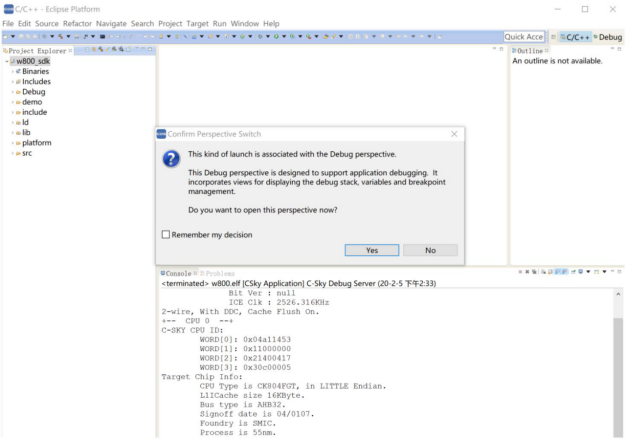 C/C++ - Eclipse Platform
File Edit Source Refactor Navigate Search Project Target Run Window Help
Quick Acce
C/C++
Debug
Project Explorer
w800_sdk
Binaries
Includes
Debug
demo
include
ld
lib
platform
src
Outline
An outline is not available.
Confirm Perspective Switch
This kind of launch is associated with the Debug perspective.
This Debug perspective is designed to support application debugging. It
incorporates views for displaying the debug stack, variables and breakpoint
management.
Do you want to open this perspective now?
Remember my decision
Yes
No
Console
Problems
<terminated> w800.elf [CSky Application] C-Sky Debug Server (20-2-5 下午2:33)
Bit Ver : null
ICE Clk : 2526.316KHz
2-wire, With DDC, Cache Flush On.
+-- CPU 0 --+
C-SKY CPU ID:
WORD[0]: 0x04a11453
WORD[1]: 0x11000000
WORD[2]: 0x21400417
WORD[3]: 0x30c00005
Target Chip Info:
CPU Type is CK804FGT, in LITTLE Endian.
L1ICache size 16KByte.
Bus type is AHB32.
Signoff date is 04/0107.
Foundry is SMIC.
Process is 55nm.